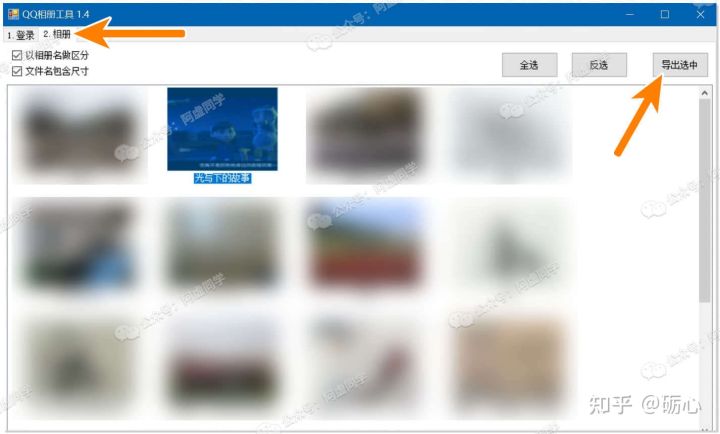 QQ相册工具 1.4
1. 登录 2. 相册
以相册名做区分
文件名包含尺寸
全选 反选 导出选中
光写下的故事
公众号：阿虚同学
知乎 @砺心